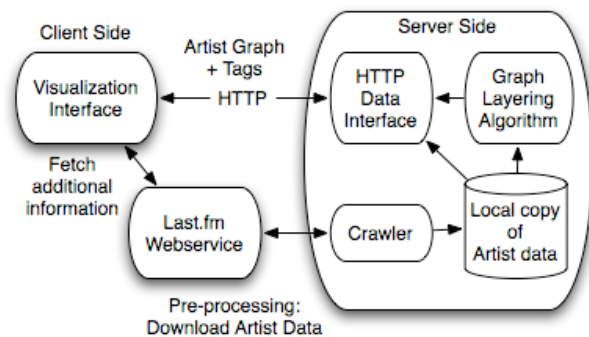 Client Side
Server Side
Artist Graph
+ Tags
HTTP
Visualization
Interface
HTTP
Data
Interface
Graph
Layering
Algorithm
Fetch
additional
information
Last.fm
Webservice
Crawler
Local copy
of
Artist data
Pre-processing:
Download Artist Data